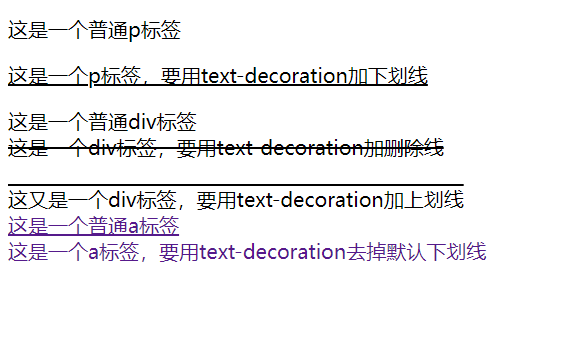 这是一个普通p标签
这是一个p标签，要用text-decoration加下划线
这是一个普通div标签
这是一个div标签，要用text-decoration加删除线
这又是一个div标签，要用text-decoration加上划线
这是一个普通a标签
这是一个a标签，要用text-decoration去掉默认下划线